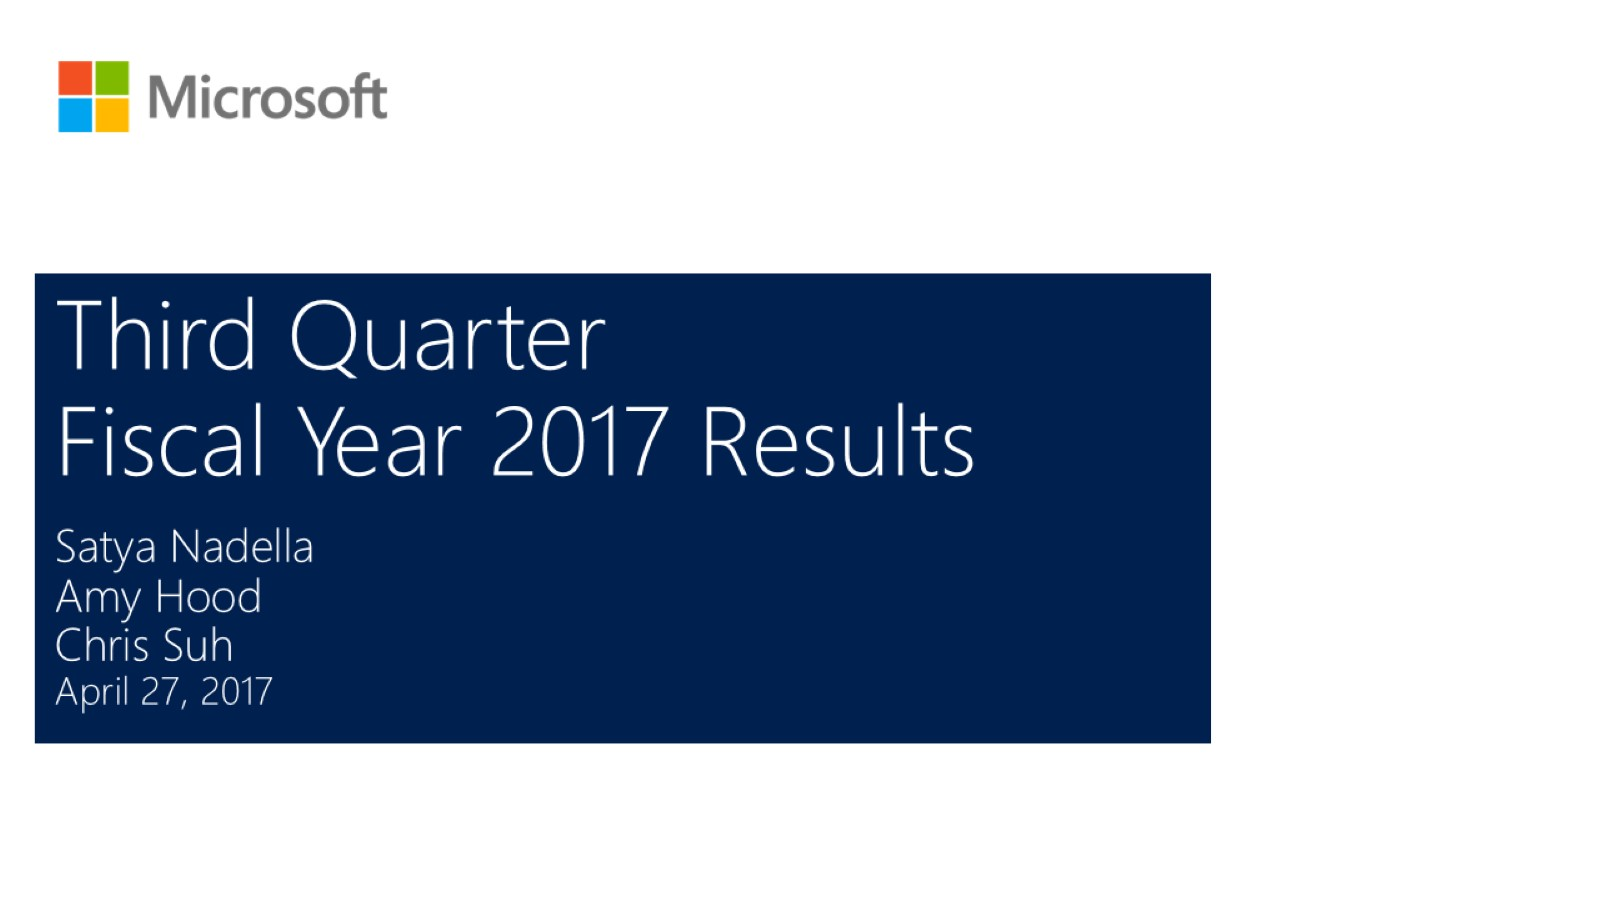 Microsoft
Third Quarter
Fiscal Year 2017 Results
Satya Nadella
Amy Hood
Chris Suh
April 27, 2017